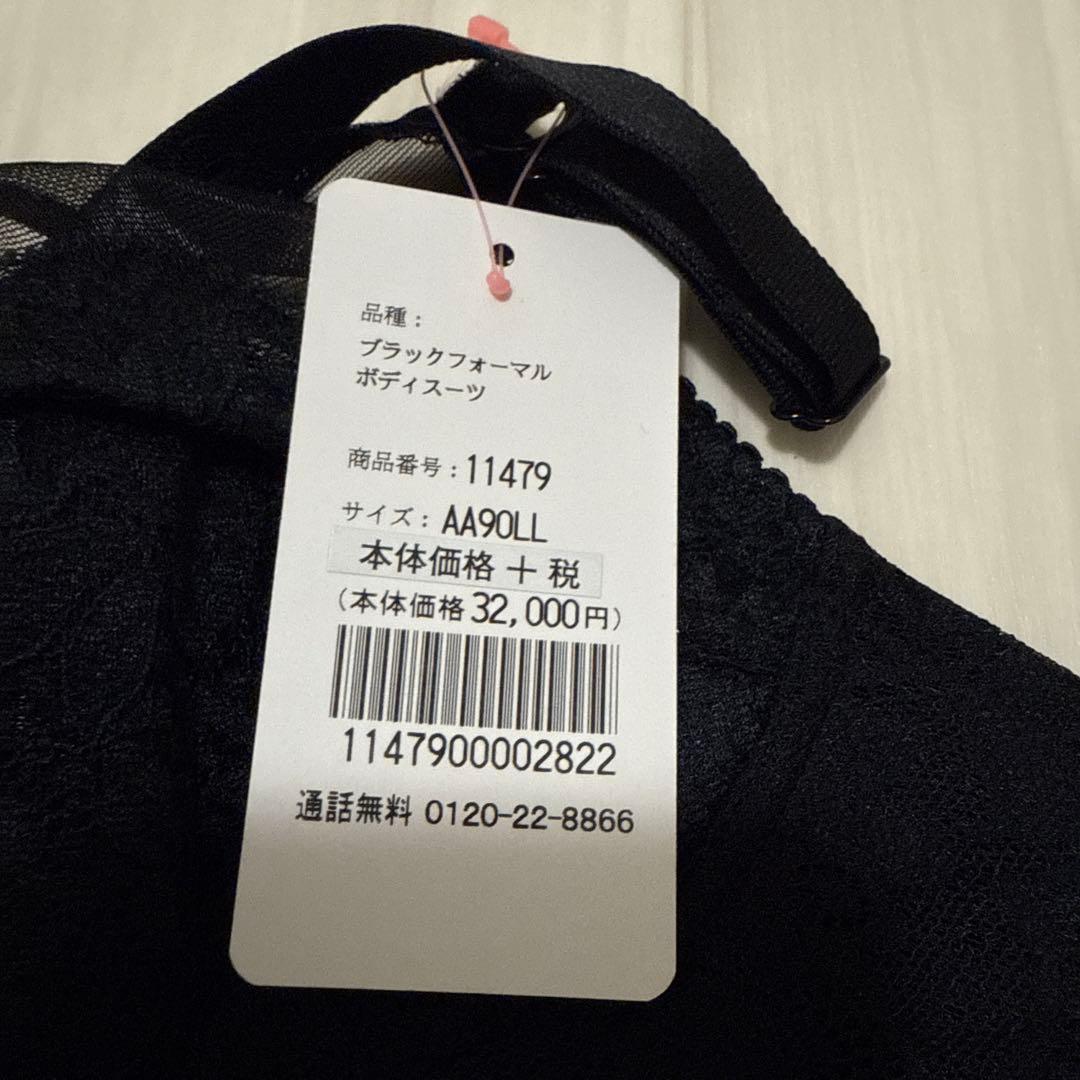 品種：
ブラックフォーマル
ボディスーツ
商品番号：11479
サイズ：AA90LL
本体価格＋税
（本体価格32,000円）
1147900002822
通話無料 0120-22-8866